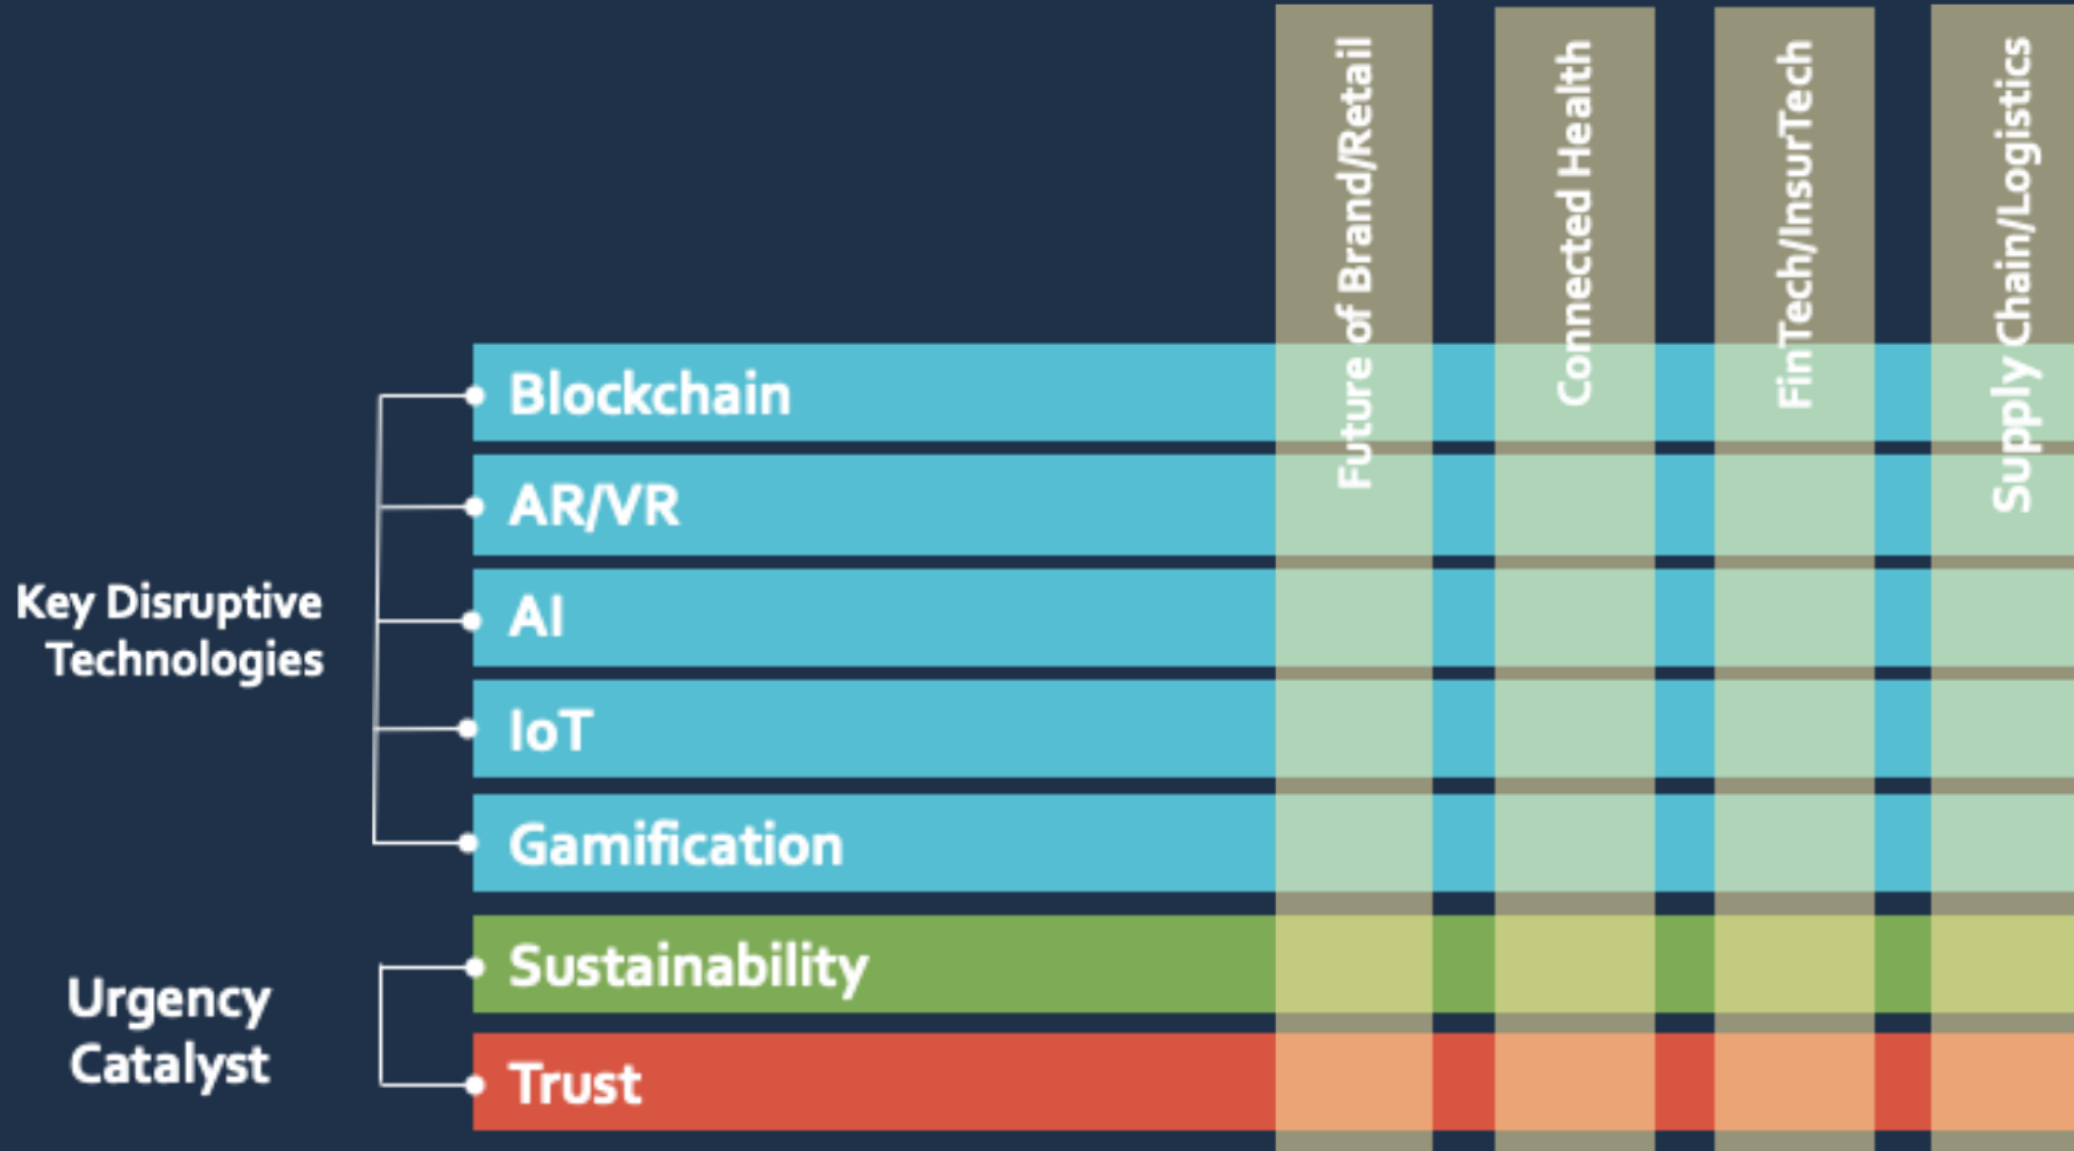 Future of Brand/Retail
Connected Health
FinTech/InsurTech
Supply Chain/Logistics
Key Disruptive
Technologies
Blockchain
AR/VR
AI
IoT
Gamification
Urgency
Catalyst
Sustainability
Trust